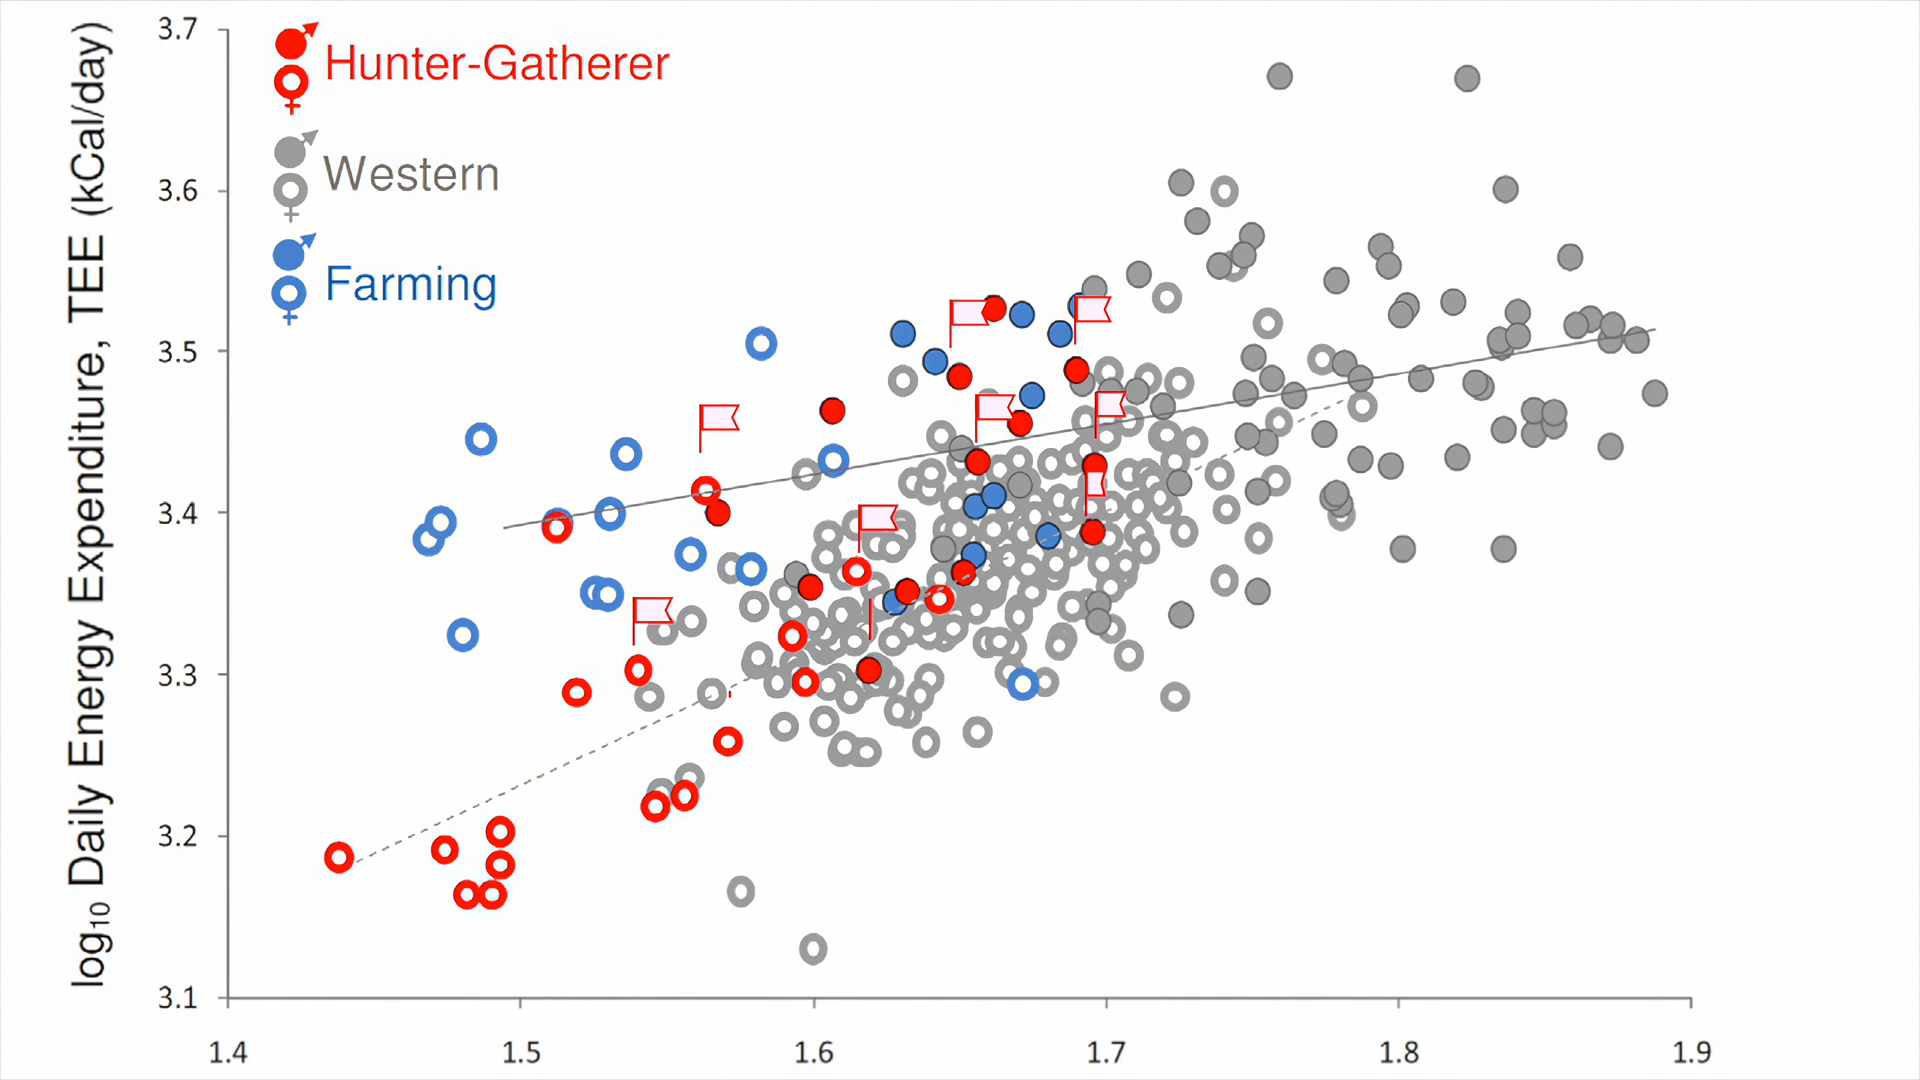 log10 Daily Energy Expenditure, TEE (kCal/day)
3.7
3.6
3.5
3.4
3.3
3.2
3.1
Hunter-Gatherer
Western
Farming
1.4 1.5 1.6 1.7 1.8 1.9